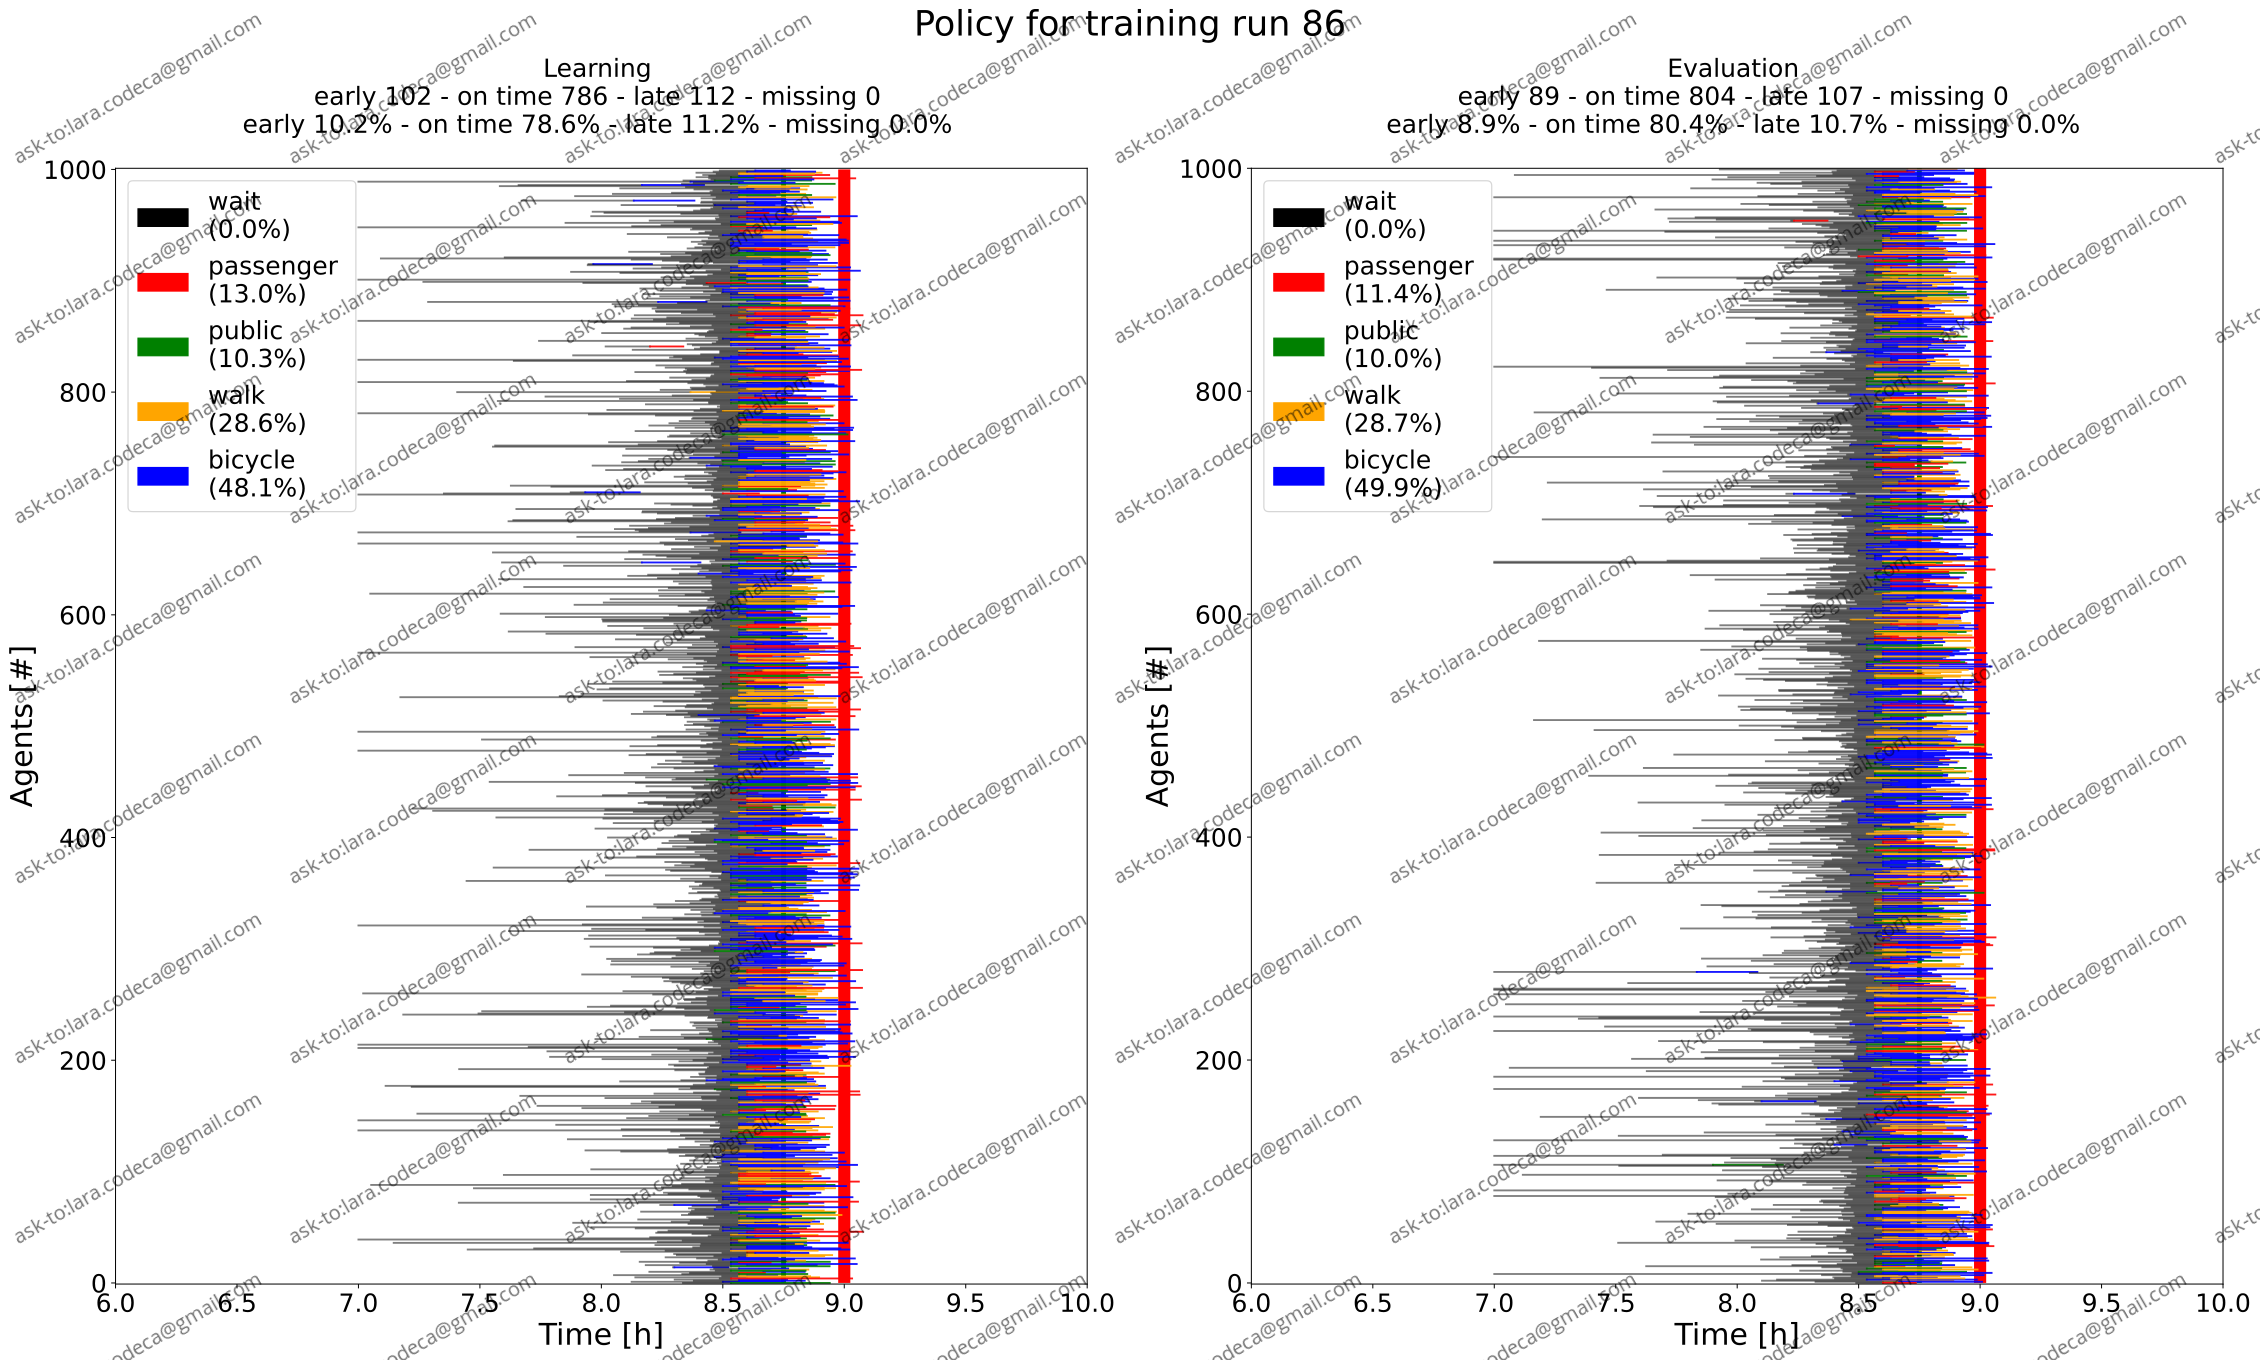 Policy for training run 86
Learning
early 102 - on time 786 - late 112 - missing 0
early 10.2% - on time 78.6% - late 11.2% - missing 0.0%
1000
800
600
400
200
0
Agents [#]
wait
(0.0%)
passenger
(13.0%)
public
(10.3%)
walk
(28.6%)
bicycle
(48.1%)
6.0 6.5 7.0 7.5 8.0 8.5 9.0 9.5 10.0
Time [h]
Evaluation
early 89 - on time 804 - late 107 - missing 0
early 8.9% - on time 80.4% - late 10.7% - missing 0.0%
1000
800
600
400
200
0
Agents [#]
wait
(0.0%)
passenger
(11.4%)
public
(10.0%)
walk
(28.7%)
bicycle
(49.9%)
6.0 6.5 7.0 7.5 8.0 8.5 9.0 9.5 10.0
Time [h]
ask-to:lara.codeca@gmail.com